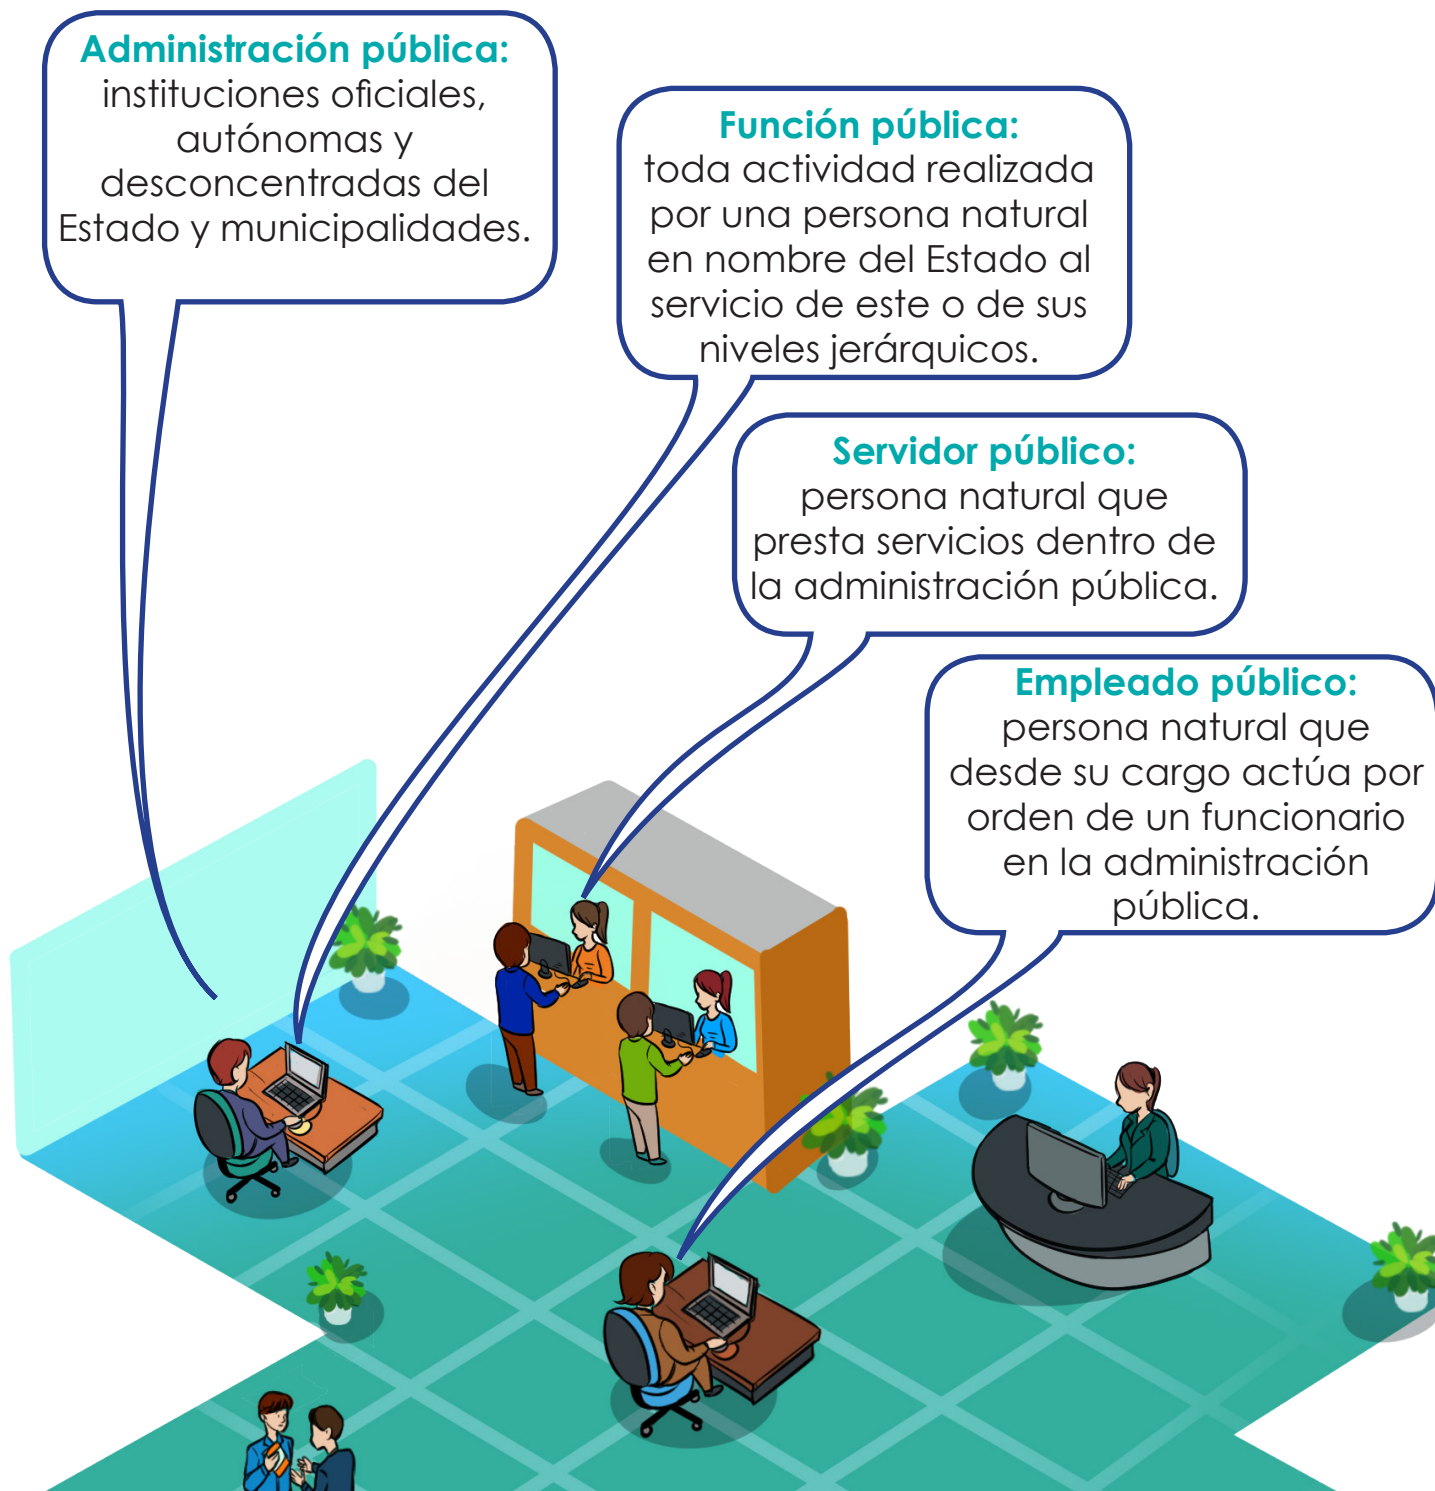 Administración pública:
instituciones oficiales,
autónomas y
desconcentradas del
Estado y municipalidades.
Función pública:
toda actividad realizada
por una persona natural
en nombre del Estado al
servicio de este o de sus
niveles jerárquicos.
Servidor público:
persona natural que
presta servicios dentro de
la administración pública.
Empleado público:
persona natural que
desde su cargo actúa por
orden de un funcionario
en la administración
pública.